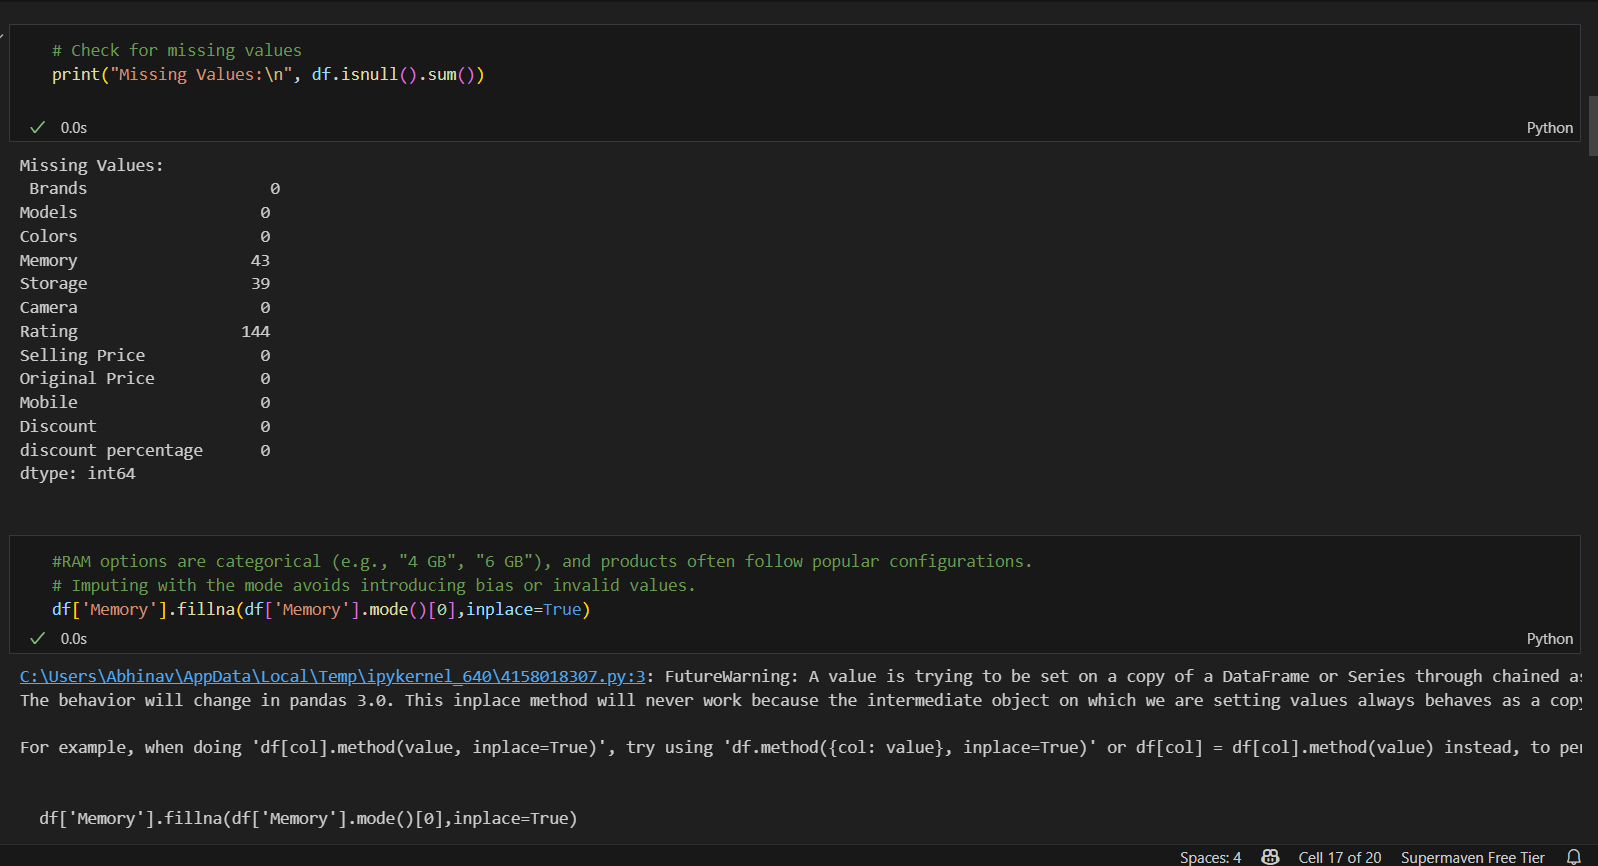 # Check for missing values
print("Missing Values:\n", df.isnull().sum())
0.0s
Python
Missing Values:
Brands 0
Models 0
Colors 0
Memory 43
Storage 39
Camera 0
Rating 144
Selling Price 0
Original Price 0
Mobile 0
Discount 0
discount percentage 0
dtype: int64
#RAM options are categorical (e.g., "4 GB", "6 GB"), and products often follow popular configurations.
# Imputing with the mode avoids introducing bias or invalid values.
df['Memory'].fillna(df['Memory'].mode()[0],inplace=True)
0.0s
Python
C:\Users\Abhinav\AppData\Local\Temp\ipykernel_640\4158018307.py:3: FutureWarning: A value is trying to be set on a copy of a DataFrame or Series through chained
The behavior will change in pandas 3.0. This inplace method will never work because the intermediate object on which we are setting values always behaves as a copy
For example, when doing 'df[col].method(value, inplace=True)', try using 'df.method({col: value}, inplace=True)' or df[col] = df[col].method(value) instead, to
df['Memory'].fillna(df['Memory'].mode()[0],inplace=True)
Spaces: 4 Cell 17 of 20 Supermaven Free Tier